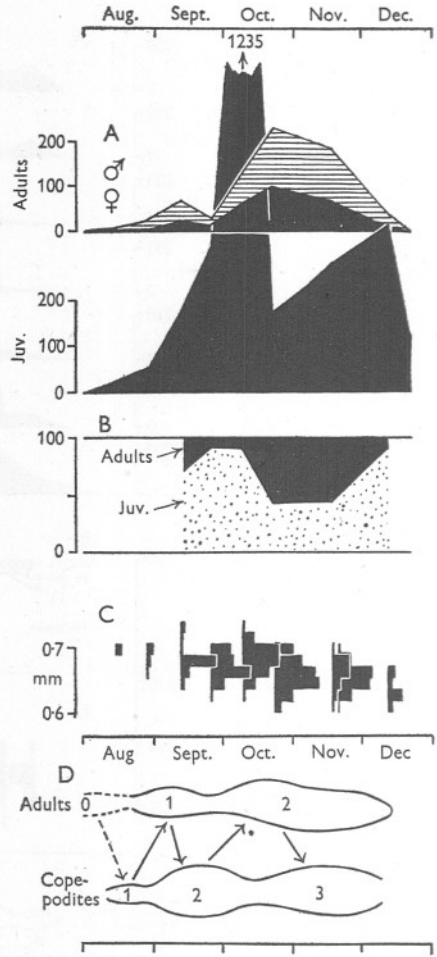 Aug. Sept. Oct. Nov. Dec.
1235
A
♂
♀
Adults
200
100
0
Juv.
200
100
0
B
100
Adults
Juv.
0
C
0·7
mm
0·6
Aug Sept. Oct. Nov. Dec
D
Adults 0 1 2
Cope-
podites 1 2 3